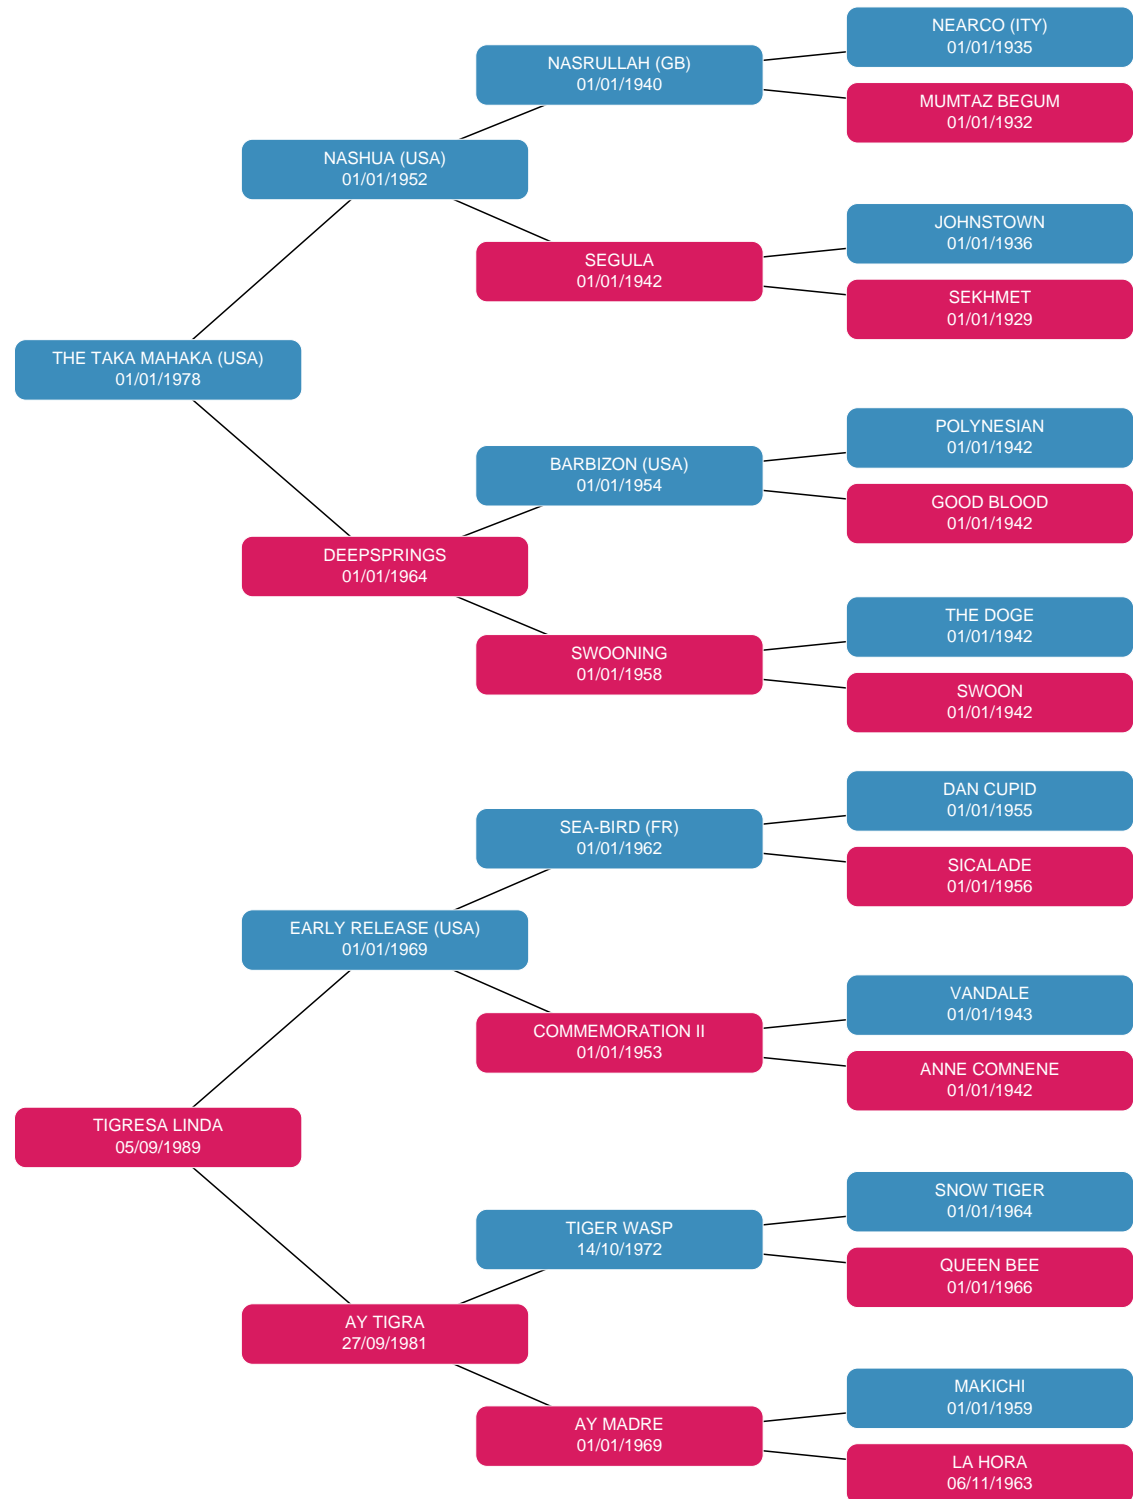 NEARCO (ITY)
01/01/1935
NASRULLAH (GB)
01/01/1940
MUMTAZ BEGUM
01/01/1932
NASHUA (USA)
01/01/1952
JOHNSTOWN
01/01/1936
SEGULA
01/01/1942
SEKHMET
01/01/1929
THE TAKA MAHAKA (USA)
01/01/1978
POLYNESIAN
01/01/1942
BARBIZON (USA)
01/01/1954
GOOD BLOOD
01/01/1942
DEEPSPRINGS
01/01/1964
THE DOGE
01/01/1942
SWOONING
01/01/1958
SWOON
01/01/1942
DAN CUPID
01/01/1955
SEA-BIRD (FR)
01/01/1962
SICALADE
01/01/1956
EARLY RELEASE (USA)
01/01/1969
VANDALE
01/01/1943
COMMEMORATION II
01/01/1953
ANNE COMNENE
01/01/1942
TIGRESA LINDA
05/09/1989
SNOW TIGER
01/01/1964
TIGER WASP
14/10/1972
QUEEN BEE
01/01/1966
AY TIGRA
27/09/1981
MAKICHI
01/01/1959
AY MADRE
01/01/1969
LA HORA
06/11/1963